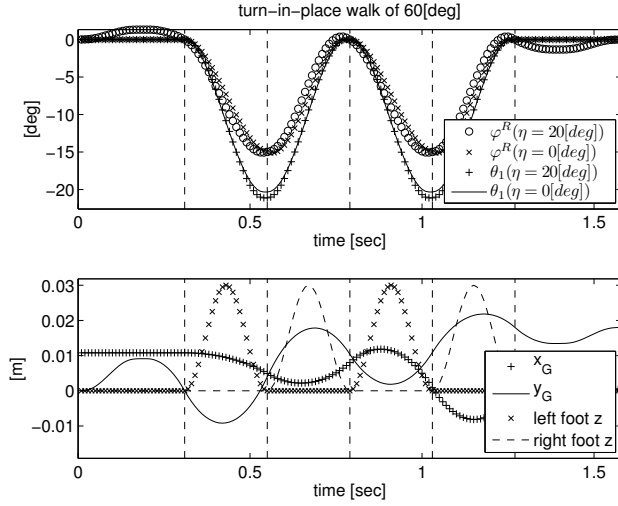 turn−in−place walk of 60[deg]
0
−5
−10
−15
−20
[deg]
φ^R(η = 20[deg])
φ^R(η = 0[deg])
θ_1(η = 20[deg])
θ_1(η = 0[deg])
0 0.5 1 1.5
time [sec]
0.03
0.02
0.01
0
−0.01
[m]
x_G
y_G
left foot z
right foot z
0 0.5 1 1.5
time [sec]